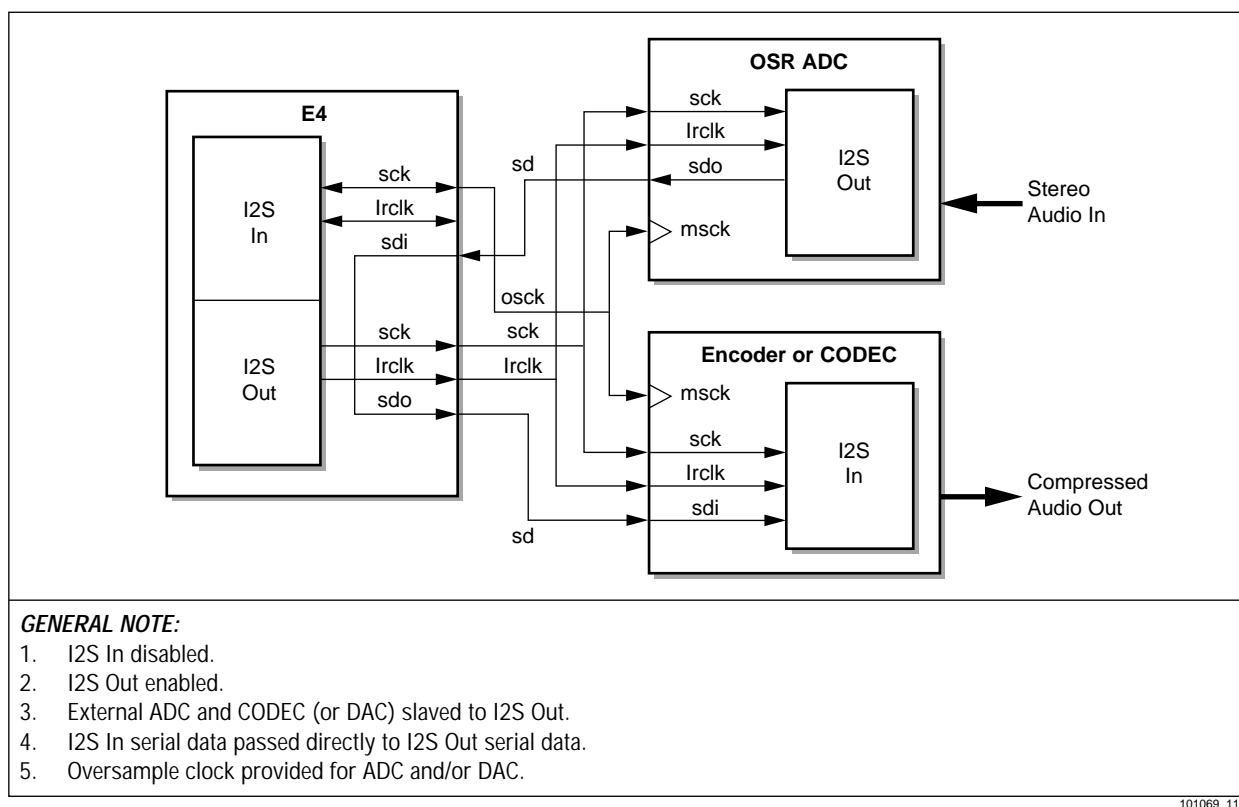 OSR ADC
E4
sck
lrclk
sdo
I2S
Out
Stereo
Audio In
msck
I2S
In
sck
lrclk
sdi
sd
osck
I2S
Out
sck
lrclk
sdo
sck
lrclk
sd
Encoder or CODEC
msck
sck
lrclk
sdi
I2S
In
Compressed
Audio Out
GENERAL NOTE:
1. I2S In disabled.
2. I2S Out enabled.
3. External ADC and CODEC (or DAC) slaved to I2S Out.
4. I2S In serial data passed directly to I2S Out serial data.
5. Oversample clock provided for ADC and/or DAC.
101069_11